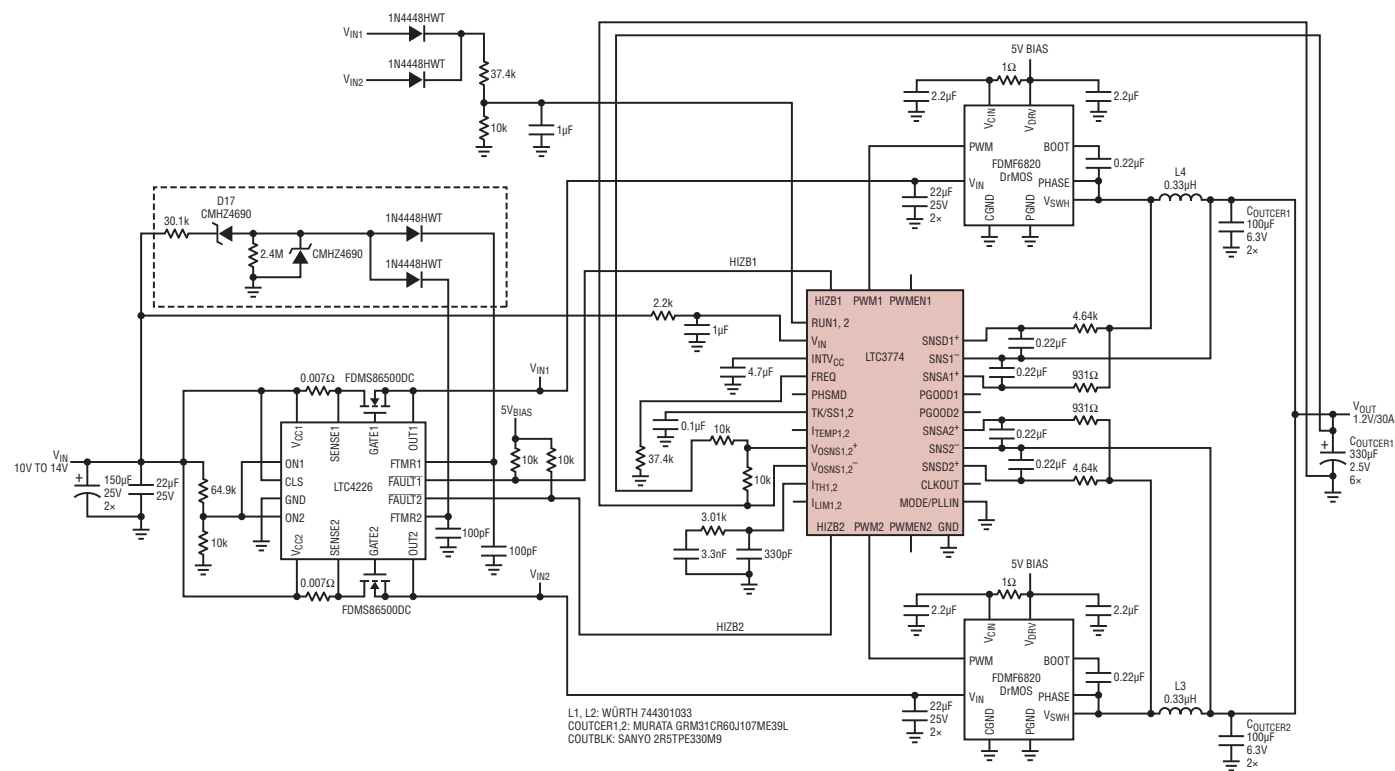 1N4448HWT
VIN1
1N4448HWT
VIN2
37.4k
10k
1µF
5V BIAS
1Ω
2.2µF
2.2µF
VCIN
VDRV
PWM
BOOT
FDMF6820
DrMOS
0.22µF
VIN
PHASE
VSWH
CGND
PGND
22µF
25V
2×
L4
0.33µH
COUTCER1
100µF
6.3V
2×
D17
CMHZ4690
30.1k
2.4M
CMHZ4690
1N4448HWT
1N4448HWT
HIZB1
2.2k
1µF
4.7µF
0.1µF
37.4k
10k
10k
3.01k
3.3nF
330pF
HIZB1
PWM1
PWMEN1
RUN1, 2
VIN
INTVCC
FREQ
PHSMD
TK/SS1,2
ITEMP1,2
VOSNS1,2+
VOSNS1,2–
ITH1,2
ILIM1,2
LTC3774
SNSD1+
SNS1–
SNSA1+
PGOOD1
PGOOD2
SNSA2+
SNS2–
SNSD2+
CLKOUT
MODE/PLLIN
HIZB2
PWM2
PWMEN2
GND
4.64k
0.22µF
0.22µF
931Ω
931Ω
0.22µF
0.22µF
4.64k
VOUT
1.2V/30A
COUTCER1
330µF
2.5V
6×
VIN
10V TO 14V
150µF
25V
2×
22µF
25V
64.9k
10k
0.007Ω
FDMS86500DC
VIN1
5VBIAS
10k
10k
VCC1
SENSE1
GATE1
OUT1
ON1
CLS
GND
ON2
LTC4226
FTMR1
FAULT1
FAULT2
FTMR2
VCC2
SENSE2
GATE2
OUT2
100pF
100pF
0.007Ω
FDMS86500DC
VIN2
HIZB2
5V BIAS
1Ω
2.2µF
2.2µF
VCIN
VDRV
PWM
BOOT
FDMF6820
DrMOS
0.22µF
VIN
PHASE
VSWH
CGND
PGND
22µF
25V
2×
L3
0.33µH
COUTCER2
100µF
6.3V
2×
L1, L2: WÜRTH 744301033
COUTCER1,2: MURATA GRM31CR60J107ME39L
COUTBLK: SANYO 2R5TPE330M9